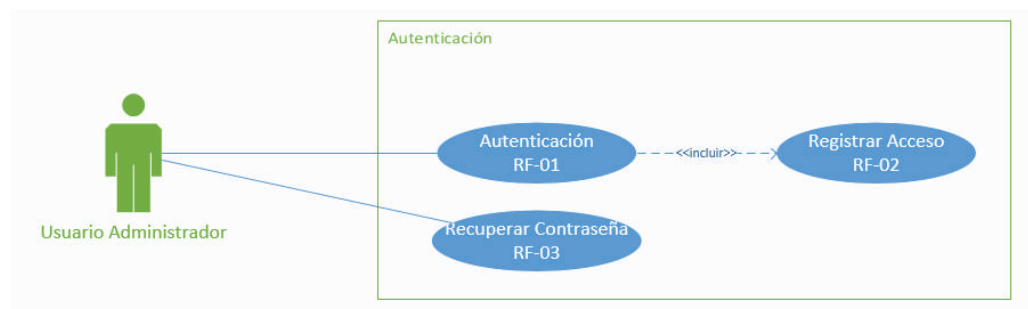 Autenticación
Autenticación
RF-01
<<incluir>>
Registrar Acceso
RF-02
Usuario Administrador
Recuperar Contraseña
RF-03